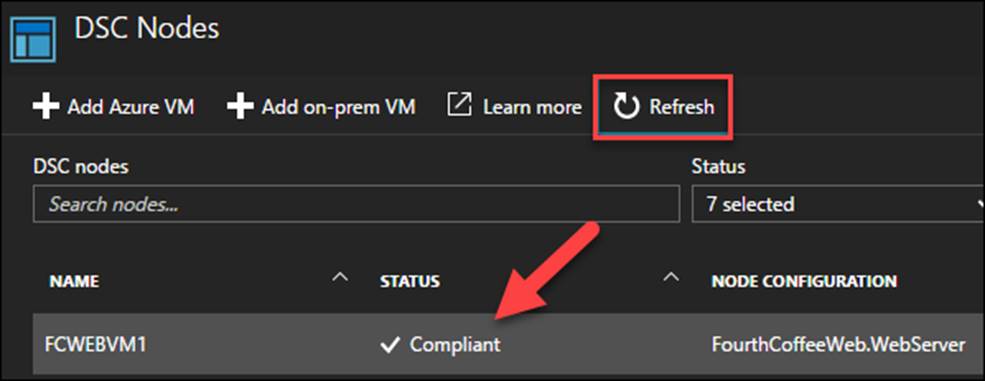 DSC Nodes
Add Azure VM Add on-prem VM Learn more Refresh
DSC nodes Status
Search nodes... 7 selected
NAME STATUS NODE CONFIGURATION
FCWEBVM1 Compliant FourthCoffeeWeb.WebServer